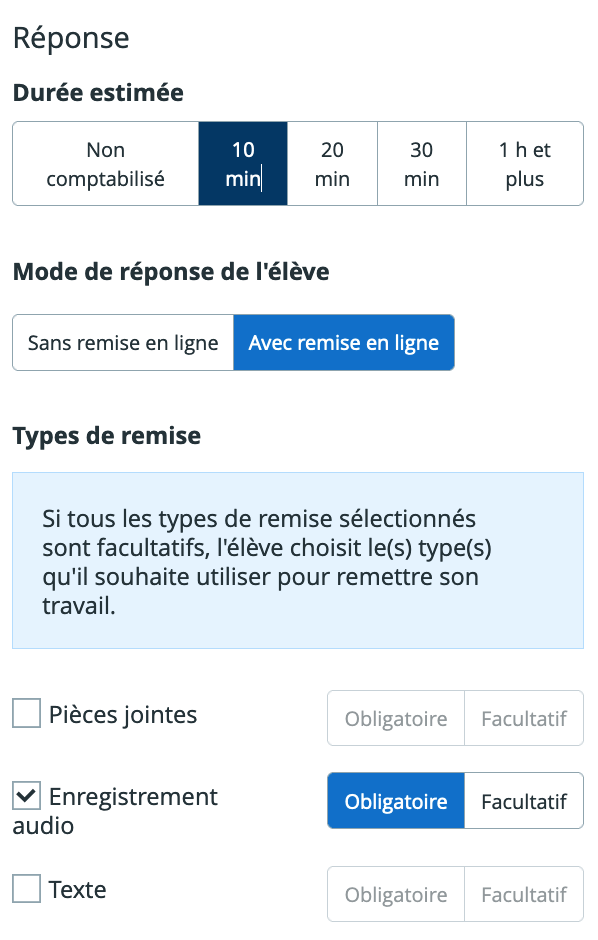 Réponse
Durée estimée
Non
comptabilisé
10
min
20
min
30
min
1 h et
plus
Mode de réponse de l'élève
Sans remise en ligne
Avec remise en ligne
Types de remise
Si tous les types de remise sélectionnés
sont facultatifs, l'élève choisit le(s) type(s)
qu'il souhaite utiliser pour remettre son
travail.
Pièces jointes
Obligatoire
Facultatif
Enregistrement
audio
Obligatoire
Facultatif
Texte
Obligatoire
Facultatif